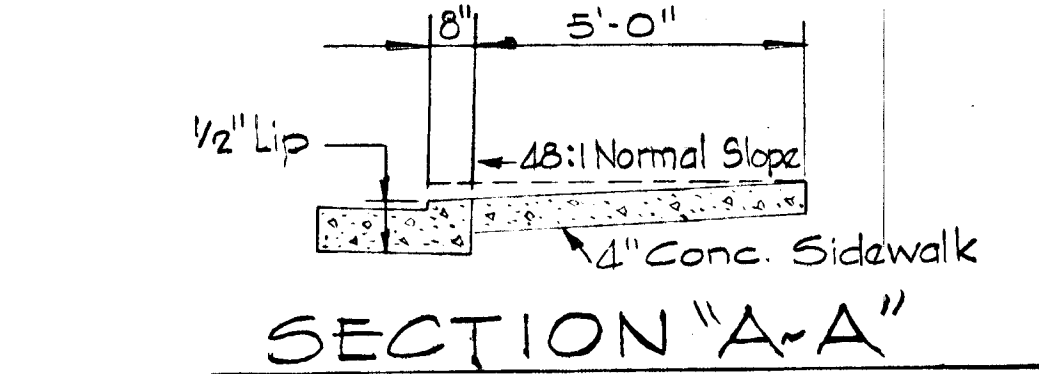 8" 5'-0"
1/2" Lip
48:1 Normal Slope
4" Conc. Sidewalk
SECTION "A-A"